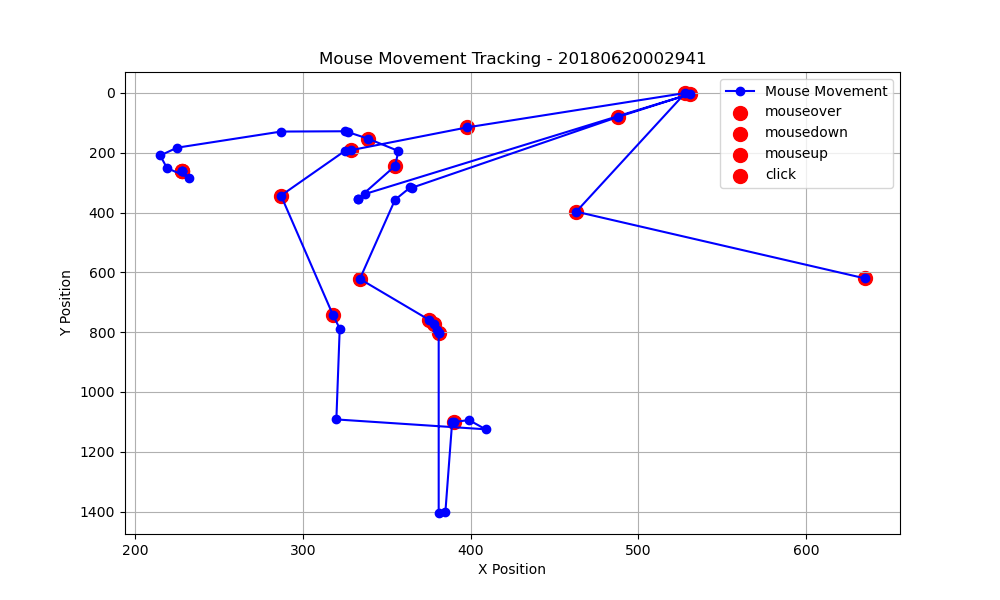 Mouse Movement Tracking - 20180620002941
Mouse Movement
mouseover
mousedown
mouseup
click
0
200
400
600
800
1000
1200
1400
Y Position
200
300
400
500
600
X Position